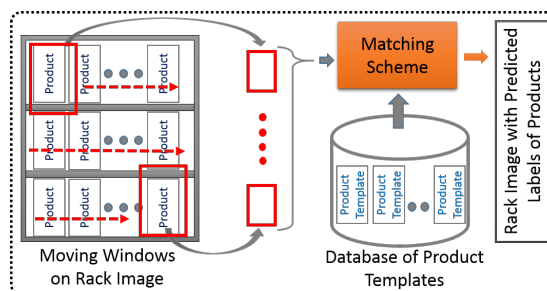 Product
Product
Product
Product
Product
Product
Product
Product
Product
Moving Windows
on Rack Image
Matching
Scheme
Product
Template
Product
Template
Product
Template
Database of Product
Templates
Rack Image with Predicted
Labels of Products